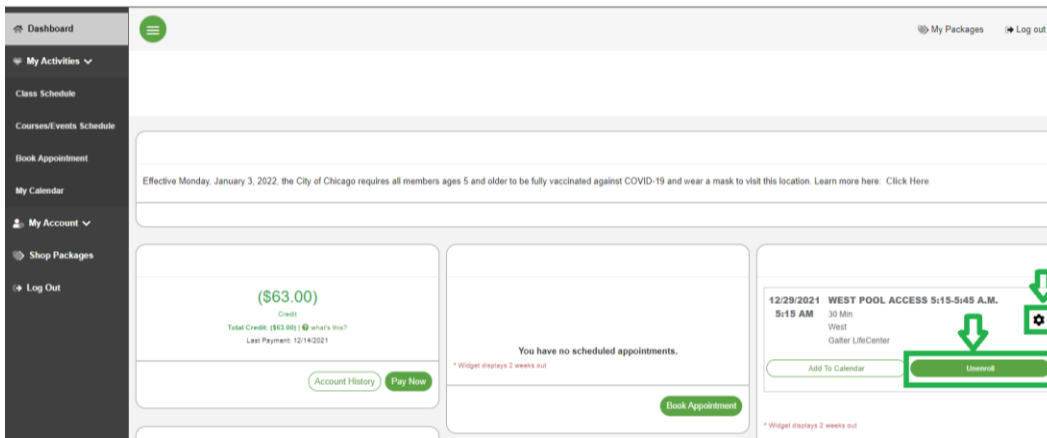 Dashboard
My Packages
Log out
My Activities
Class Schedule
Courses/Events Schedule
Book Appointment
My Calendar
My Account
Shop Packages
Log Out
Effective Monday, January 3, 2022, the City of Chicago requires all members ages 5 and older to be fully vaccinated against COVID-19 and wear a mask to visit this location. Learn more here: Click Here
($63.00)
Credit
Total Credit: ($63.00) | what's this?
Last Payment: 12/14/2021
Account History
Pay Now
You have no scheduled appointments.
* Widget displays 2 weeks out
Book Appointment
12/29/2021 WEST POOL ACCESS 5:15-5:45 A.M.
5:15 AM 30 Min
West
Galter LifeCenter
Add To Calendar
Unenroll
* Widget displays 2 weeks out